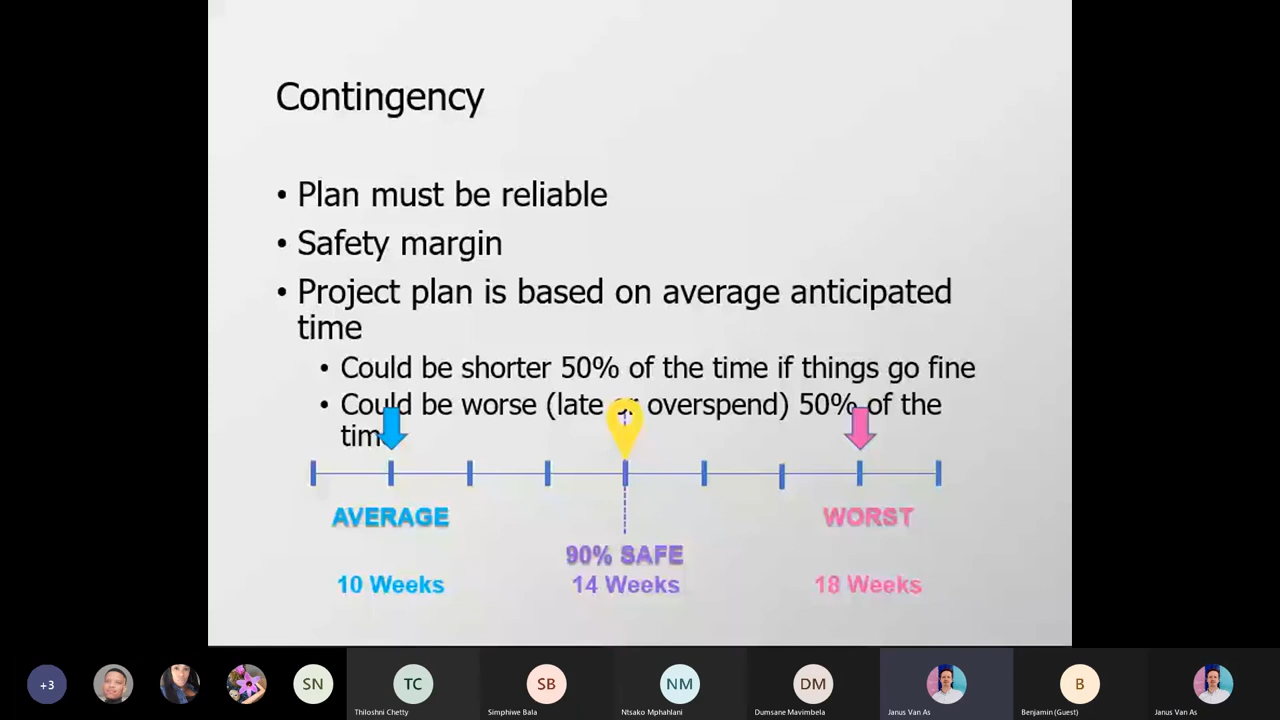 Contingency
• Plan must be reliable
• Safety margin
• Project plan is based on average anticipated
time
• Could be shorter 50% of the time if things go fine
• Could be worse (late or overspend) 50% of the
time
AVERAGE
WORST
90% SAFE
10 Weeks
14 Weeks
18 Weeks
+3
SN
TC
SB
NM
DM
B
Thiloshni Chetty
Simphiwe Bala
Ntsako Mphahlani
Dumsane Mavimbela
Janus Van As
Benjamin (Guest)
Janus Van As